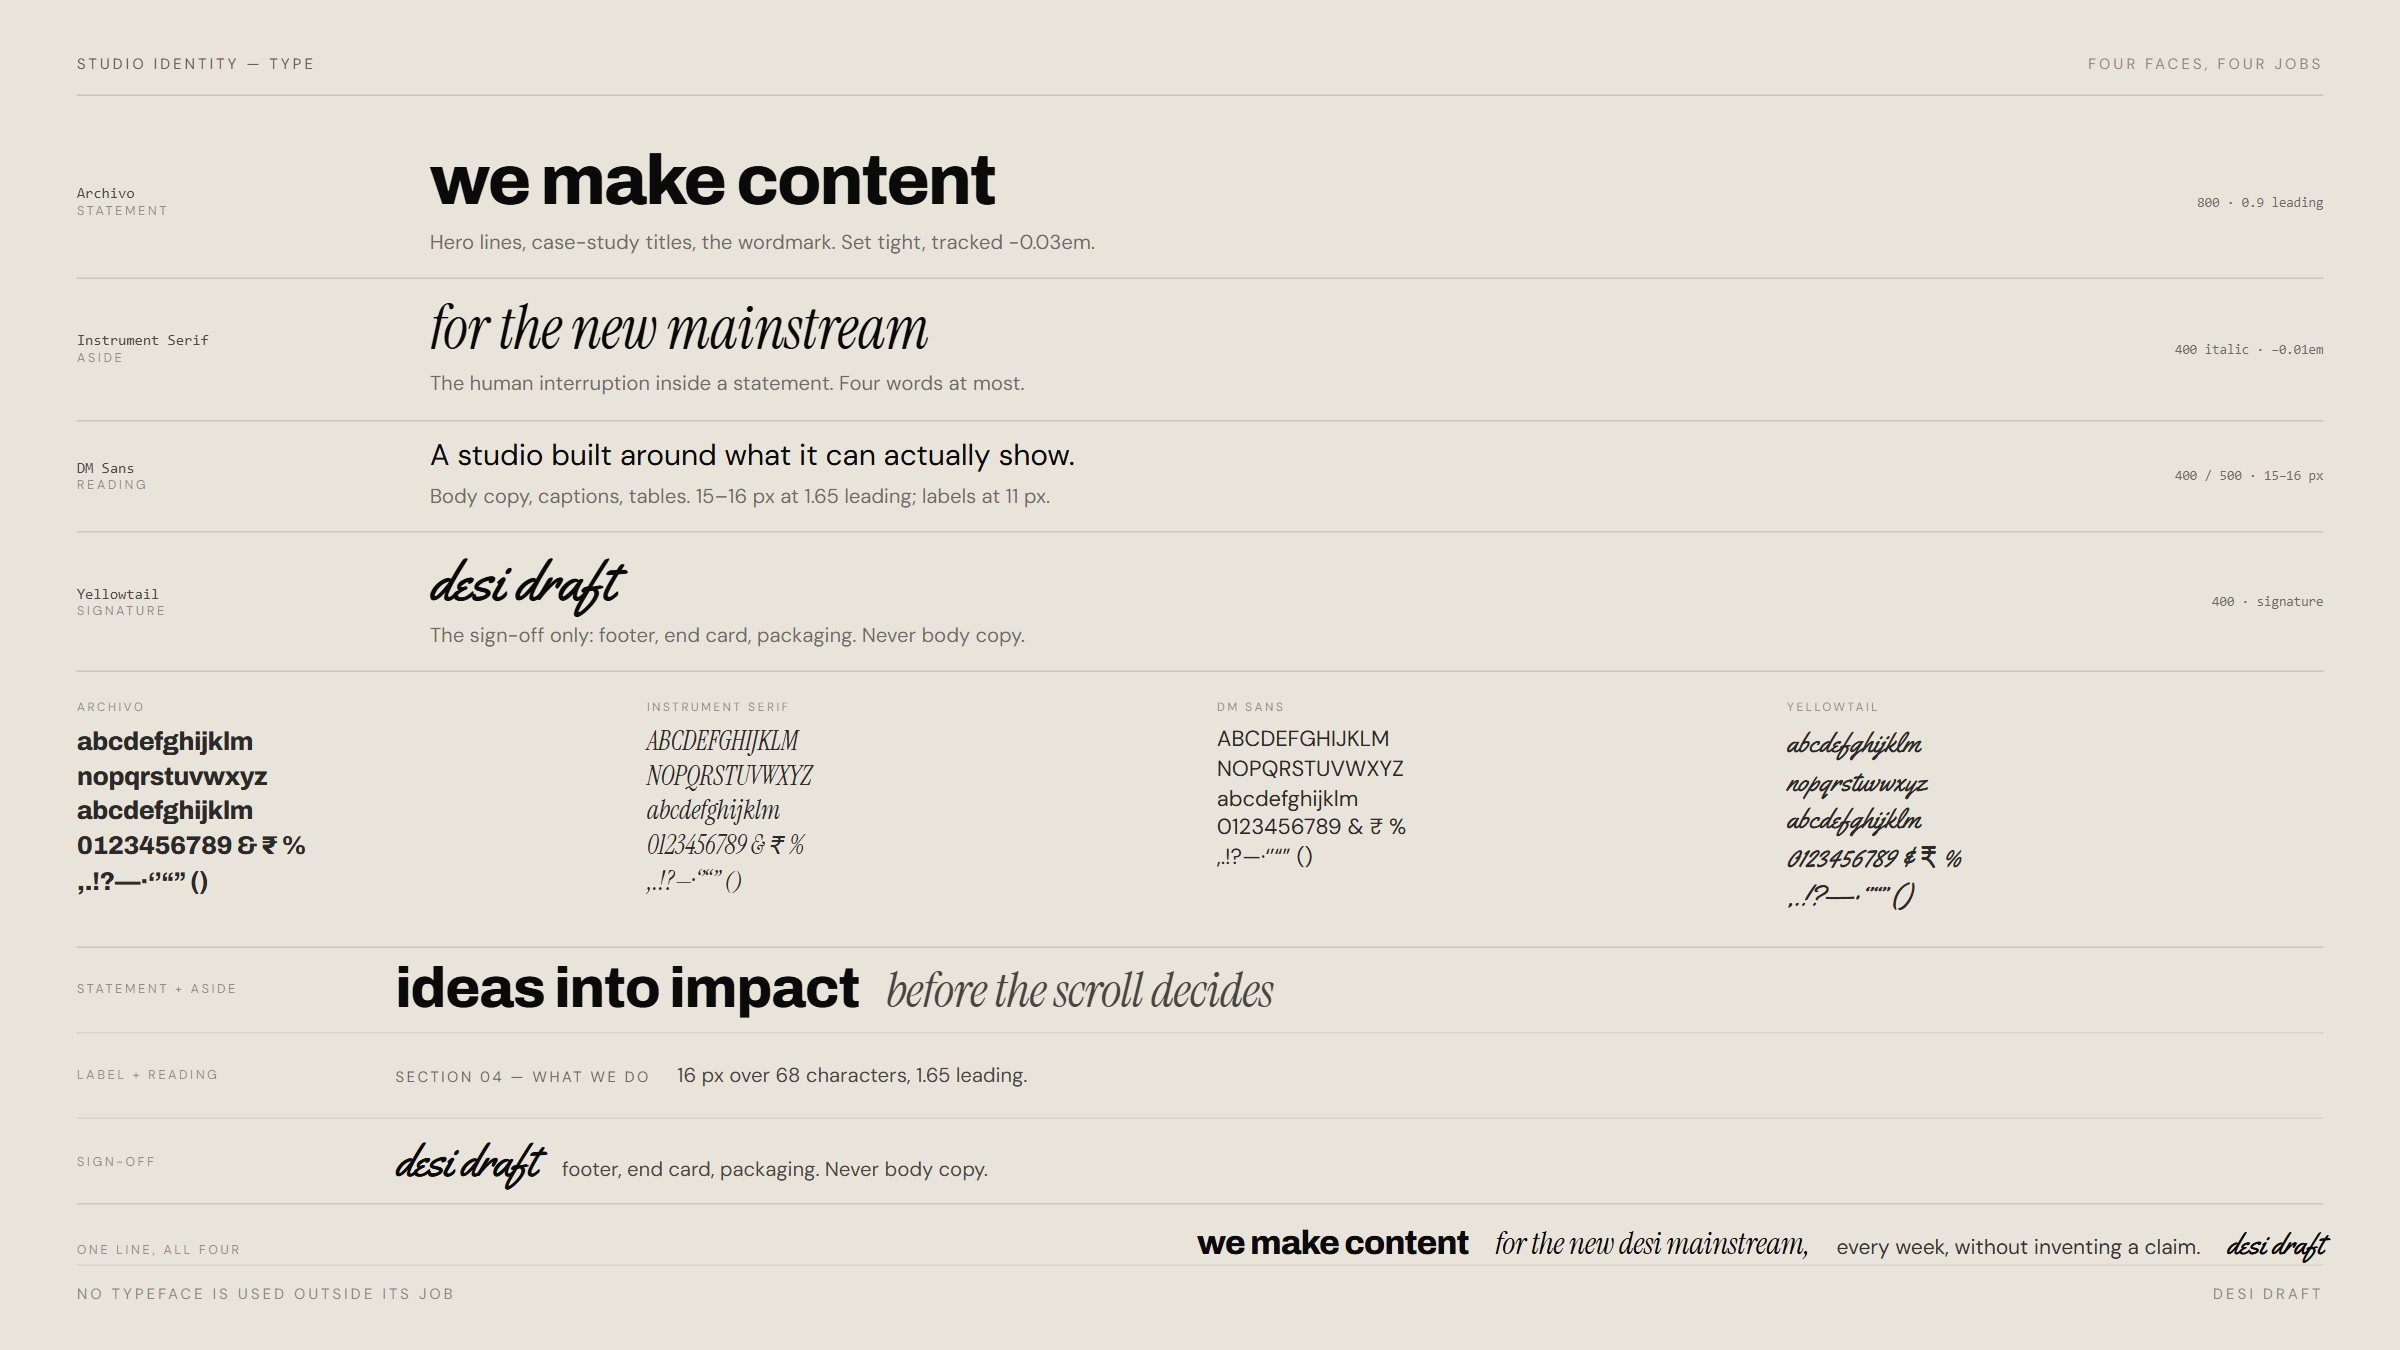 STUDIO IDENTITY — TYPE
FOUR FACES, FOUR JOBS
Archivo
STATEMENT
we make content
Hero lines, case-study titles, the wordmark. Set tight, tracked -0.03em.
800 · 0.9 leading
Instrument Serif
ASIDE
for the new mainstream
The human interruption inside a statement. Four words at most.
400 italic · -0.01em
DM Sans
READING
A studio built around what it can actually show.
Body copy, captions, tables. 15–16 px at 1.65 leading; labels at 11 px.
400 / 500 · 15–16 px
Yellowtail
SIGNATURE
desi draft
The sign-off only: footer, end card, packaging. Never body copy.
400 · signature
ARCHIVO
abcdefghijklm
nopqrstuvwxyz
abcdefghijklm
0123456789 & ₹ %
,.!?—·‘’“” ()
INSTRUMENT SERIF
ABCDEFGHIJKLM
NOPQRSTUVWXYZ
abcdefghijklm
0123456789 & ₹ %
,.!?—·‘’“” ()
DM SANS
ABCDEFGHIJKLM
NOPQRSTUVWXYZ
abcdefghijklm
0123456789 & ₹ %
,.!?—·‘’“” ()
YELLOWTAIL
abcdefghijklm
nopqrstuvwxyz
abcdefghijklm
0123456789 & ₹ %
,.!?—·‘’“” ()
STATEMENT + ASIDE
ideas into impact before the scroll decides
LABEL + READING
SECTION 04 — WHAT WE DO 16 px over 68 characters, 1.65 leading.
SIGN-OFF
desi draft footer, end card, packaging. Never body copy.
ONE LINE, ALL FOUR
we make content for the new desi mainstream, every week, without inventing a claim. desi draft
NO TYPEFACE IS USED OUTSIDE ITS JOB
DESI DRAFT